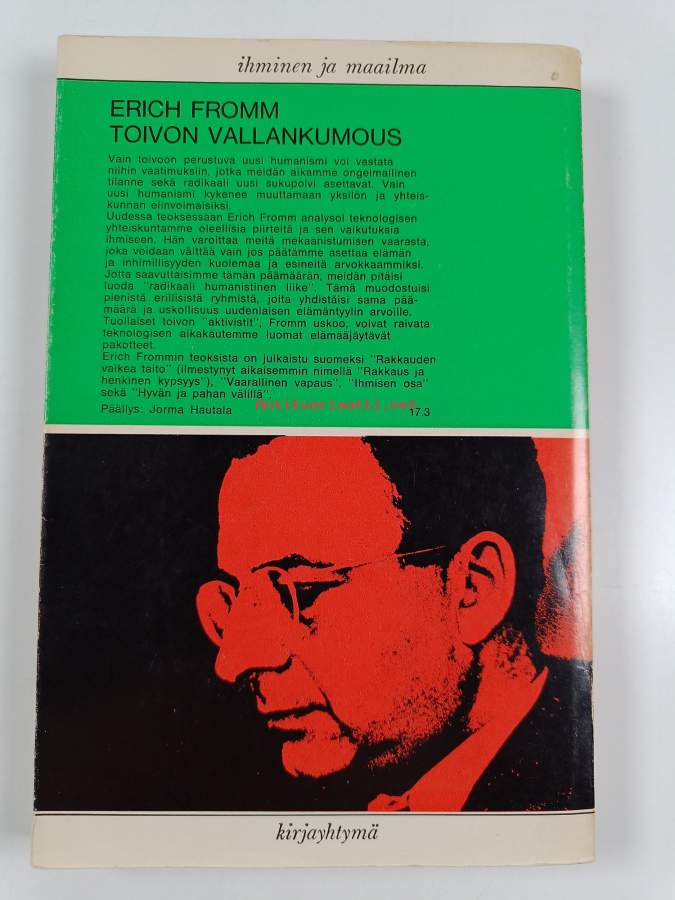 ihminen ja maailma
ERICH FROMM
TOIVON VALLANKUMOUS
Vain toivoon perustuva uusi humanismi voi vastata
niihin vaatimuksiin, jotka meidän aikamme ongelmallinen
tilanne sekä radikaali uusi sukupolvi asettavat. Vain
uusi humanismi kykenee muuttamaan yksilön ja yhteis-
kunnan elinvoimaisiksi.
Uudessa teoksessaan Erich Fromm analysoi teknologisen
yhteiskuntamme oleellisia piirteitä ja sen vaikutuksia
ihmiseen. Hän varoittaa meitä mekaanistumisen vaarasta,
joka voidaan välttää vain jos päätämme asettaa elämän
ja inhimillisyyden kuolemaa ja esineitä arvokkaammiksi.
Jotta saavuttaisimme tämän päämäärän, meidän pitäisi
luoda "radikaali humanistinen liike". Tämä muodostuisi
pienistä erillisistä ryhmistä, joita yhdistäisi sama pää-
määrä ja uskollisuus uudenlaisen elämäntyylin arvoille.
Tuollaiset toivon "aktivistit", Fromm uskoo, voivat raivata
teknologisen aikakautemme luomat elämääjäytävät
pakotteet.
Erich Frommin teoksista on julkaistu suomeksi "Rakkauden
vaikea taito" (ilmestynyt aikaisemmin nimellä "Rakkaus ja
henkinen kypsyys"), "Vaarallinen vapaus", "Ihmisen osa"
sekä "Hyvän ja pahan välillä".
Antikvariaatti.net
Päällys: Jorma Hautala 17.3
kirjayhtymä